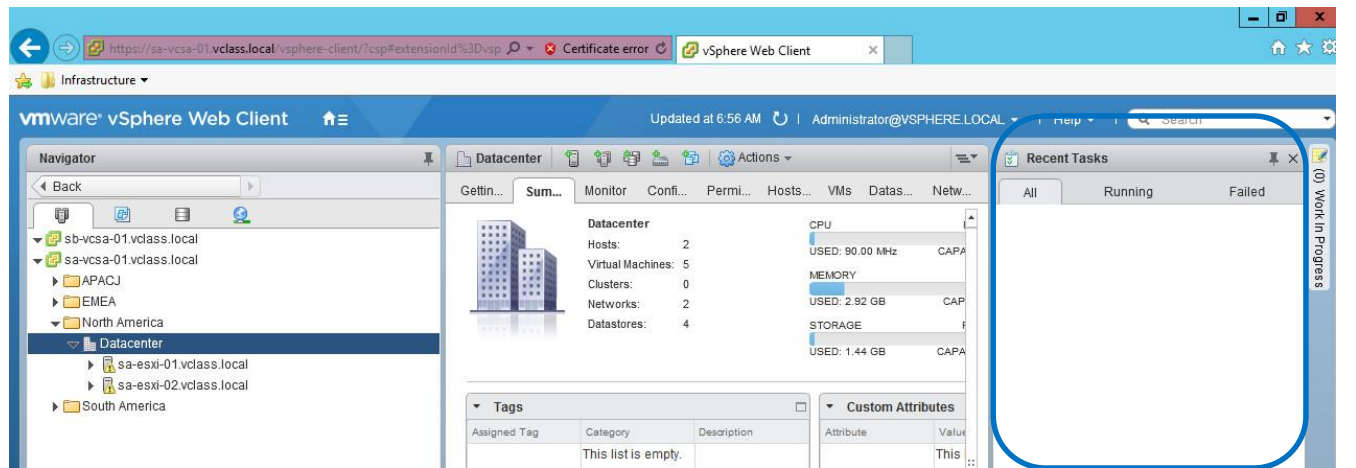 https://sa-vcsa-01.vclass.local/vsphere-client/?csp#extensionId%3Dvsp Certificate error vSphere Web Client
Infrastructure
vmware® vSphere Web Client Updated at 6:56 AM Administrator@VSPHERE.LOCAL Help Search
Navigator
Back
sb-vcsa-01.vclass.local
sa-vcsa-01.vclass.local
APACJ
EMEA
North America
Datacenter
sa-esxi-01.vclass.local
sa-esxi-02.vclass.local
South America
Datacenter Actions
Gettin... Sum... Monitor Confi... Permi... Hosts... VMs Datas... Netw...
Datacenter
Hosts: 2
Virtual Machines: 5
Clusters: 0
Networks: 2
Datastores: 4
CPU
USED: 90.00 MHz CAPA
MEMORY
USED: 2.92 GB CAP
STORAGE
USED: 1.44 GB CAPA
Tags
Assigned Tag Category Description
This list is empty.
Custom Attributes
Attribute Value
This
Recent Tasks
All Running Failed
(0) Work In Progress